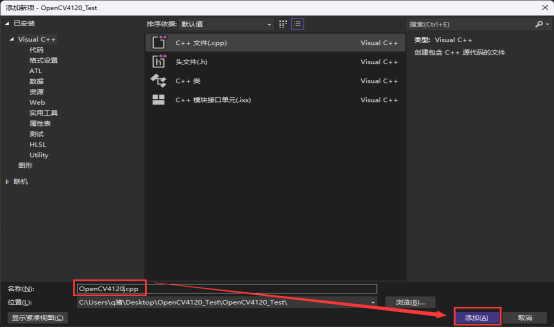 添加新项 - OpenCV4120_Test
已安装
排序依据: 默认值
搜索(Ctrl+E)
Visual C++
代码
格式设置
ATL
数据
资源
Web
实用工具
属性表
测试
HLSL
Utility
图形
联机
C++ 文件(.cpp) Visual C++
头文件(.h) Visual C++
C++ 类 Visual C++
C++ 模块接口单元(.ixx) Visual C++
类型: Visual C++
创建包含 C++ 源代码的文件
名称(N): OpenCV4120.cpp
位置(L): C:\Users\q猪\Desktop\OpenCV4120_Test\OpenCV4120_Test\
浏览(B)...
显示紧凑视图(C)
添加(A)
取消